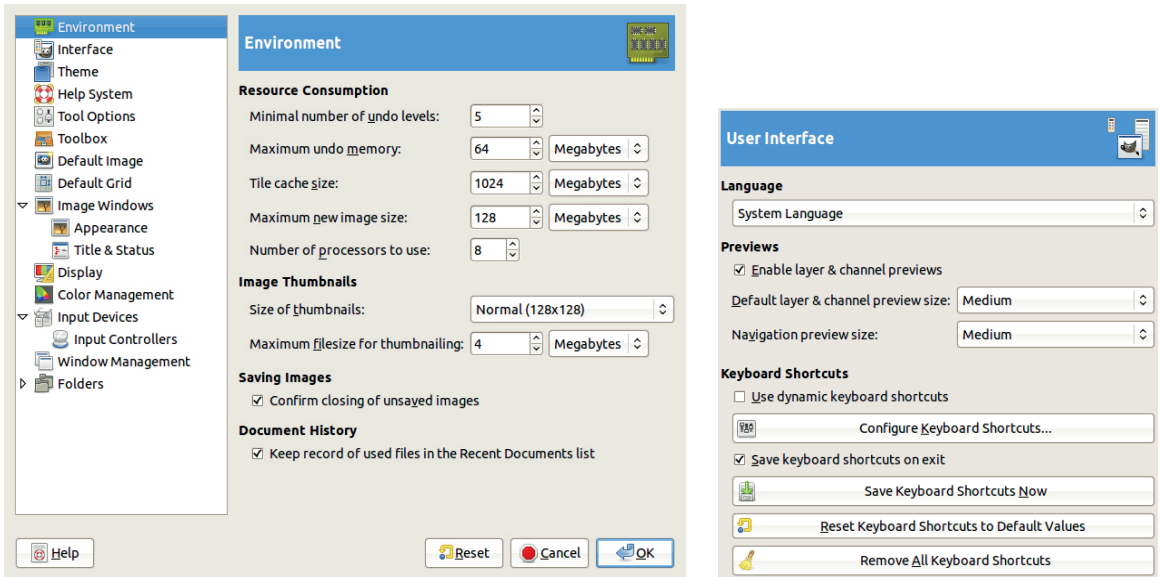 Environment
Interface
Theme
Help System
Tool Options
Toolbox
Default Image
Default Grid
Image Windows
Appearance
Title & Status
Display
Color Management
Input Devices
Input Controllers
Window Management
Folders
Environment
Resource Consumption
Minimal number of undo levels: 5
Maximum undo memory: 64 Megabytes
Tile cache size: 1024 Megabytes
Maximum new image size: 128 Megabytes
Number of processors to use: 8
Image Thumbnails
Size of thumbnails: Normal (128x128)
Maximum filesize for thumbnailing: 4 Megabytes
Saving Images
Confirm closing of unsaved images
Document History
Keep record of used files in the Recent Documents list
Help Reset Cancel OK
User Interface
Language
System Language
Previews
Enable layer & channel previews
Default layer & channel preview size: Medium
Navigation preview size: Medium
Keyboard Shortcuts
Use dynamic keyboard shortcuts
Configure Keyboard Shortcuts...
Save keyboard shortcuts on exit
Save Keyboard Shortcuts Now
Reset Keyboard Shortcuts to Default Values
Remove All Keyboard Shortcuts